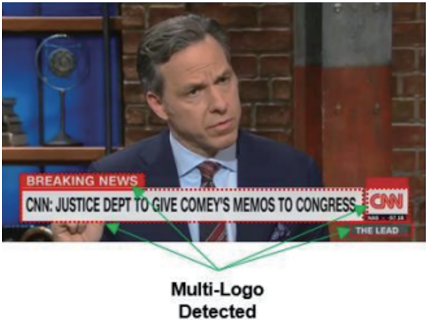 BREAKING NEWS
CNN: JUSTICE DEPT TO GIVE COMEY'S MEMOS TO CONGRESS
CNN
THE LEAD
Multi-Logo
Detected